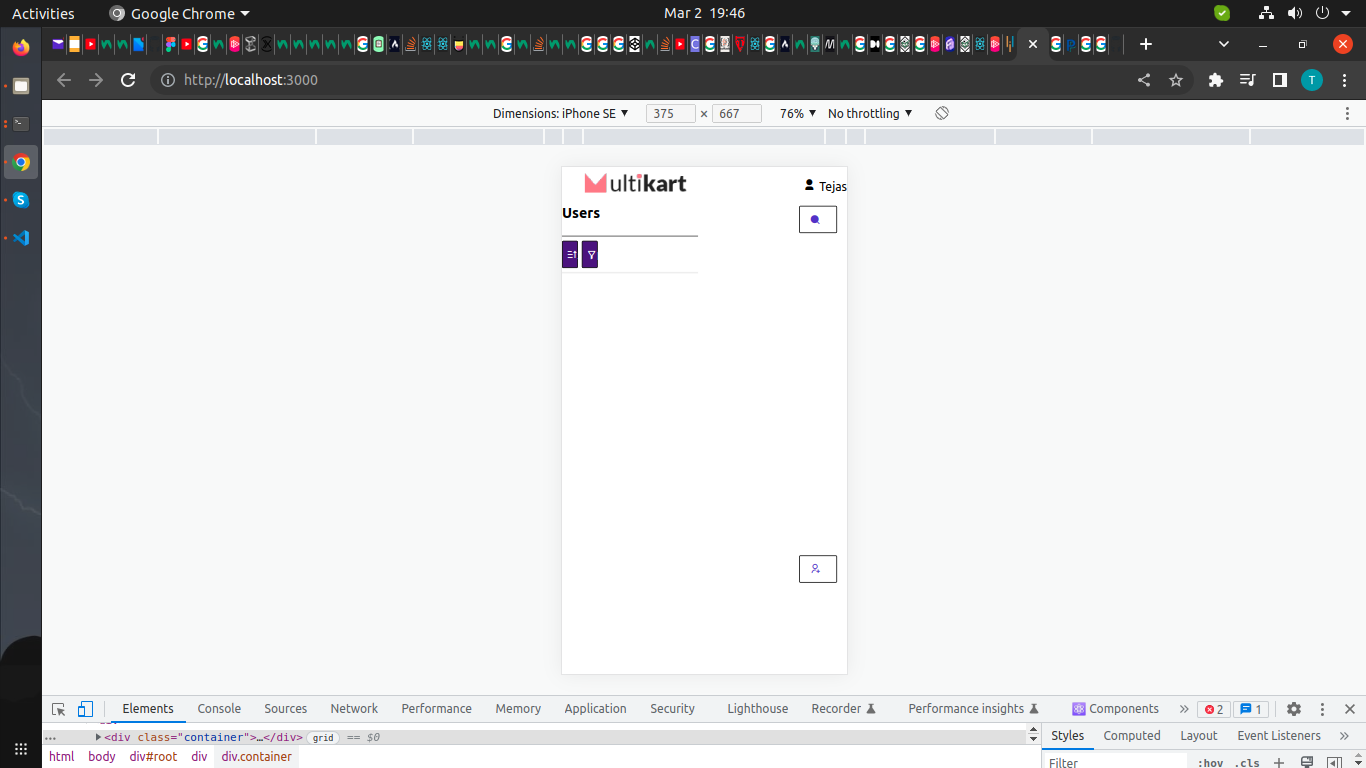 Activities
Google Chrome
Mar 2 19:46
http://localhost:3000
T
Dimensions: iPhone SE
375
×
667
76%
No throttling
Multikart
Tejas
Users
Elements
Console
Sources
Network
Performance
Memory
Application
Security
Lighthouse
Recorder
Performance insights
Components
»
2
1
<div class="container">…</div>
grid
== $0
Styles
Computed
Layout
Event Listeners
»
html
body
div#root
div
div.container
Filter
:hov
.cls